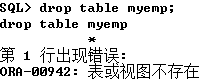 SQL> drop table myemp;
drop table myemp
*
第 1 行出现错误:
ORA-00942: 表或视图不存在